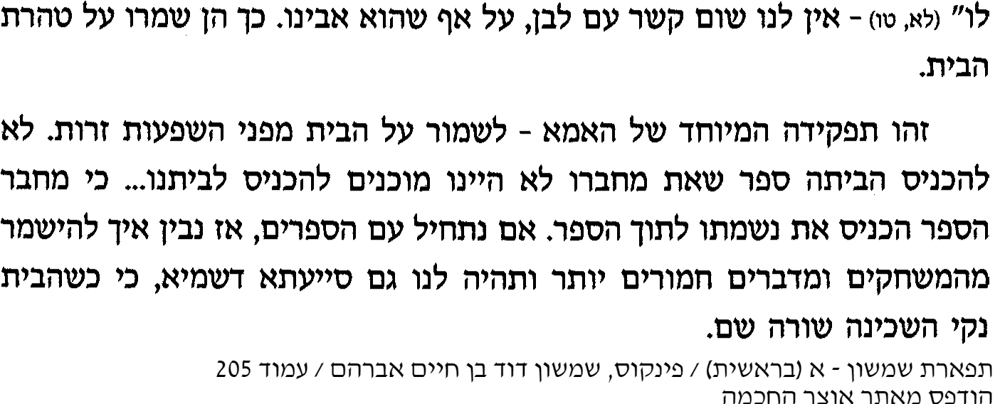 לו" (לא, טו) - אין לנו שום קשר עם לבן, על אף שהוא אבינו. כך הן שמרו על טהרת
הבית.
זהו תפקידה המיוחד של האמא - לשמור על הבית מפני השפעות זרות. לא
להכניס הביתה ספר שאת מחברו לא היינו מוכנים להכניס לביתנו... כי מחבר
הספר הכניס את נשמתו לתוך הספר. אם נתחיל עם הספרים, אז נבין איך להישמר
מהמשחקים ומדברים חמורים יותר ותהיה לנו גם סייעתא דשמיא, כי כשהבית
נקי השכינה שורה שם.
תפארת שמשון - א (בראשית) / פינקוס, שמשון דוד בן חיים אברהם / עמוד 205
הודפס מאתר אוצר החכמה